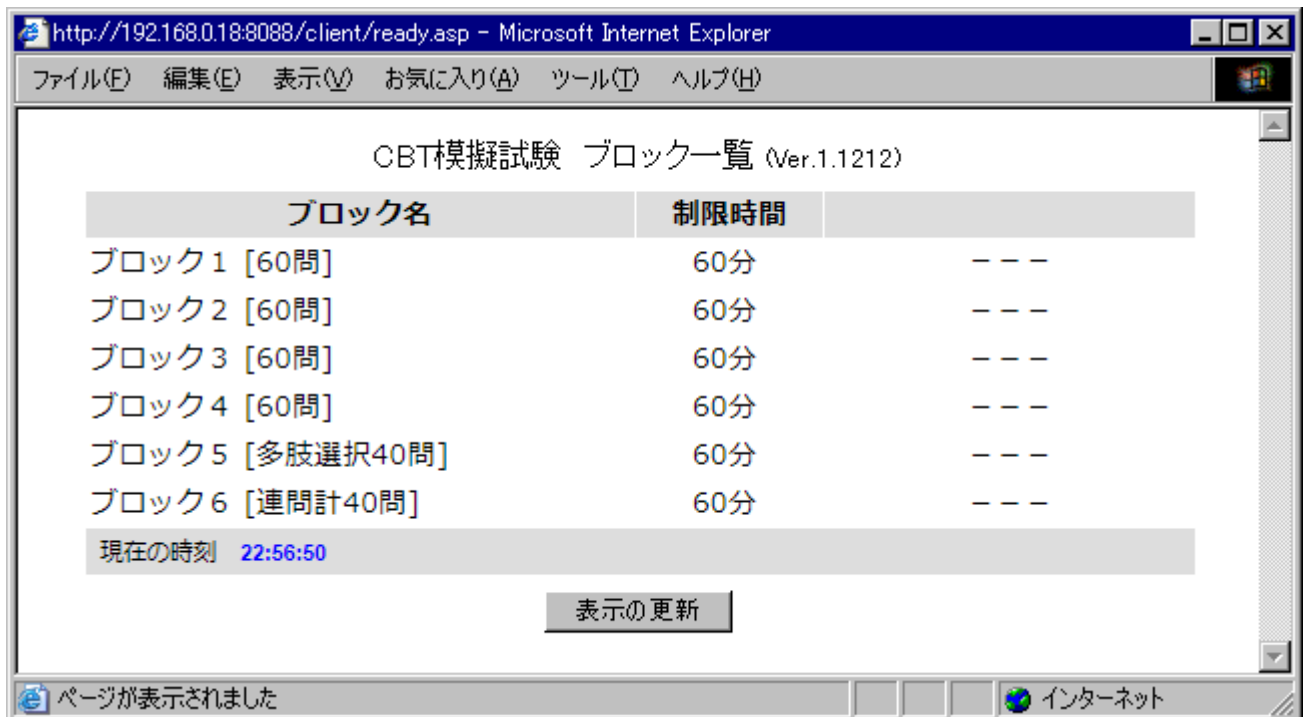 http://192.168.0.18:8088/client/ready.asp - Microsoft Internet Explorer
ファイル(F) 編集(E) 表示(V) お気に入り(A) ツール(T) ヘルプ(H)
CBT模擬試験 ブロック一覧 (Ver.1.1212)
ブロック名 制限時間
ブロック1 [60問] 60分 −−−
ブロック2 [60問] 60分 −−−
ブロック3 [60問] 60分 −−−
ブロック4 [60問] 60分 −−−
ブロック5 [多肢選択40問] 60分 −−−
ブロック6 [連問計40問] 60分 −−−
現在の時刻 22:56:50
表示の更新
ページが表示されました インターネット